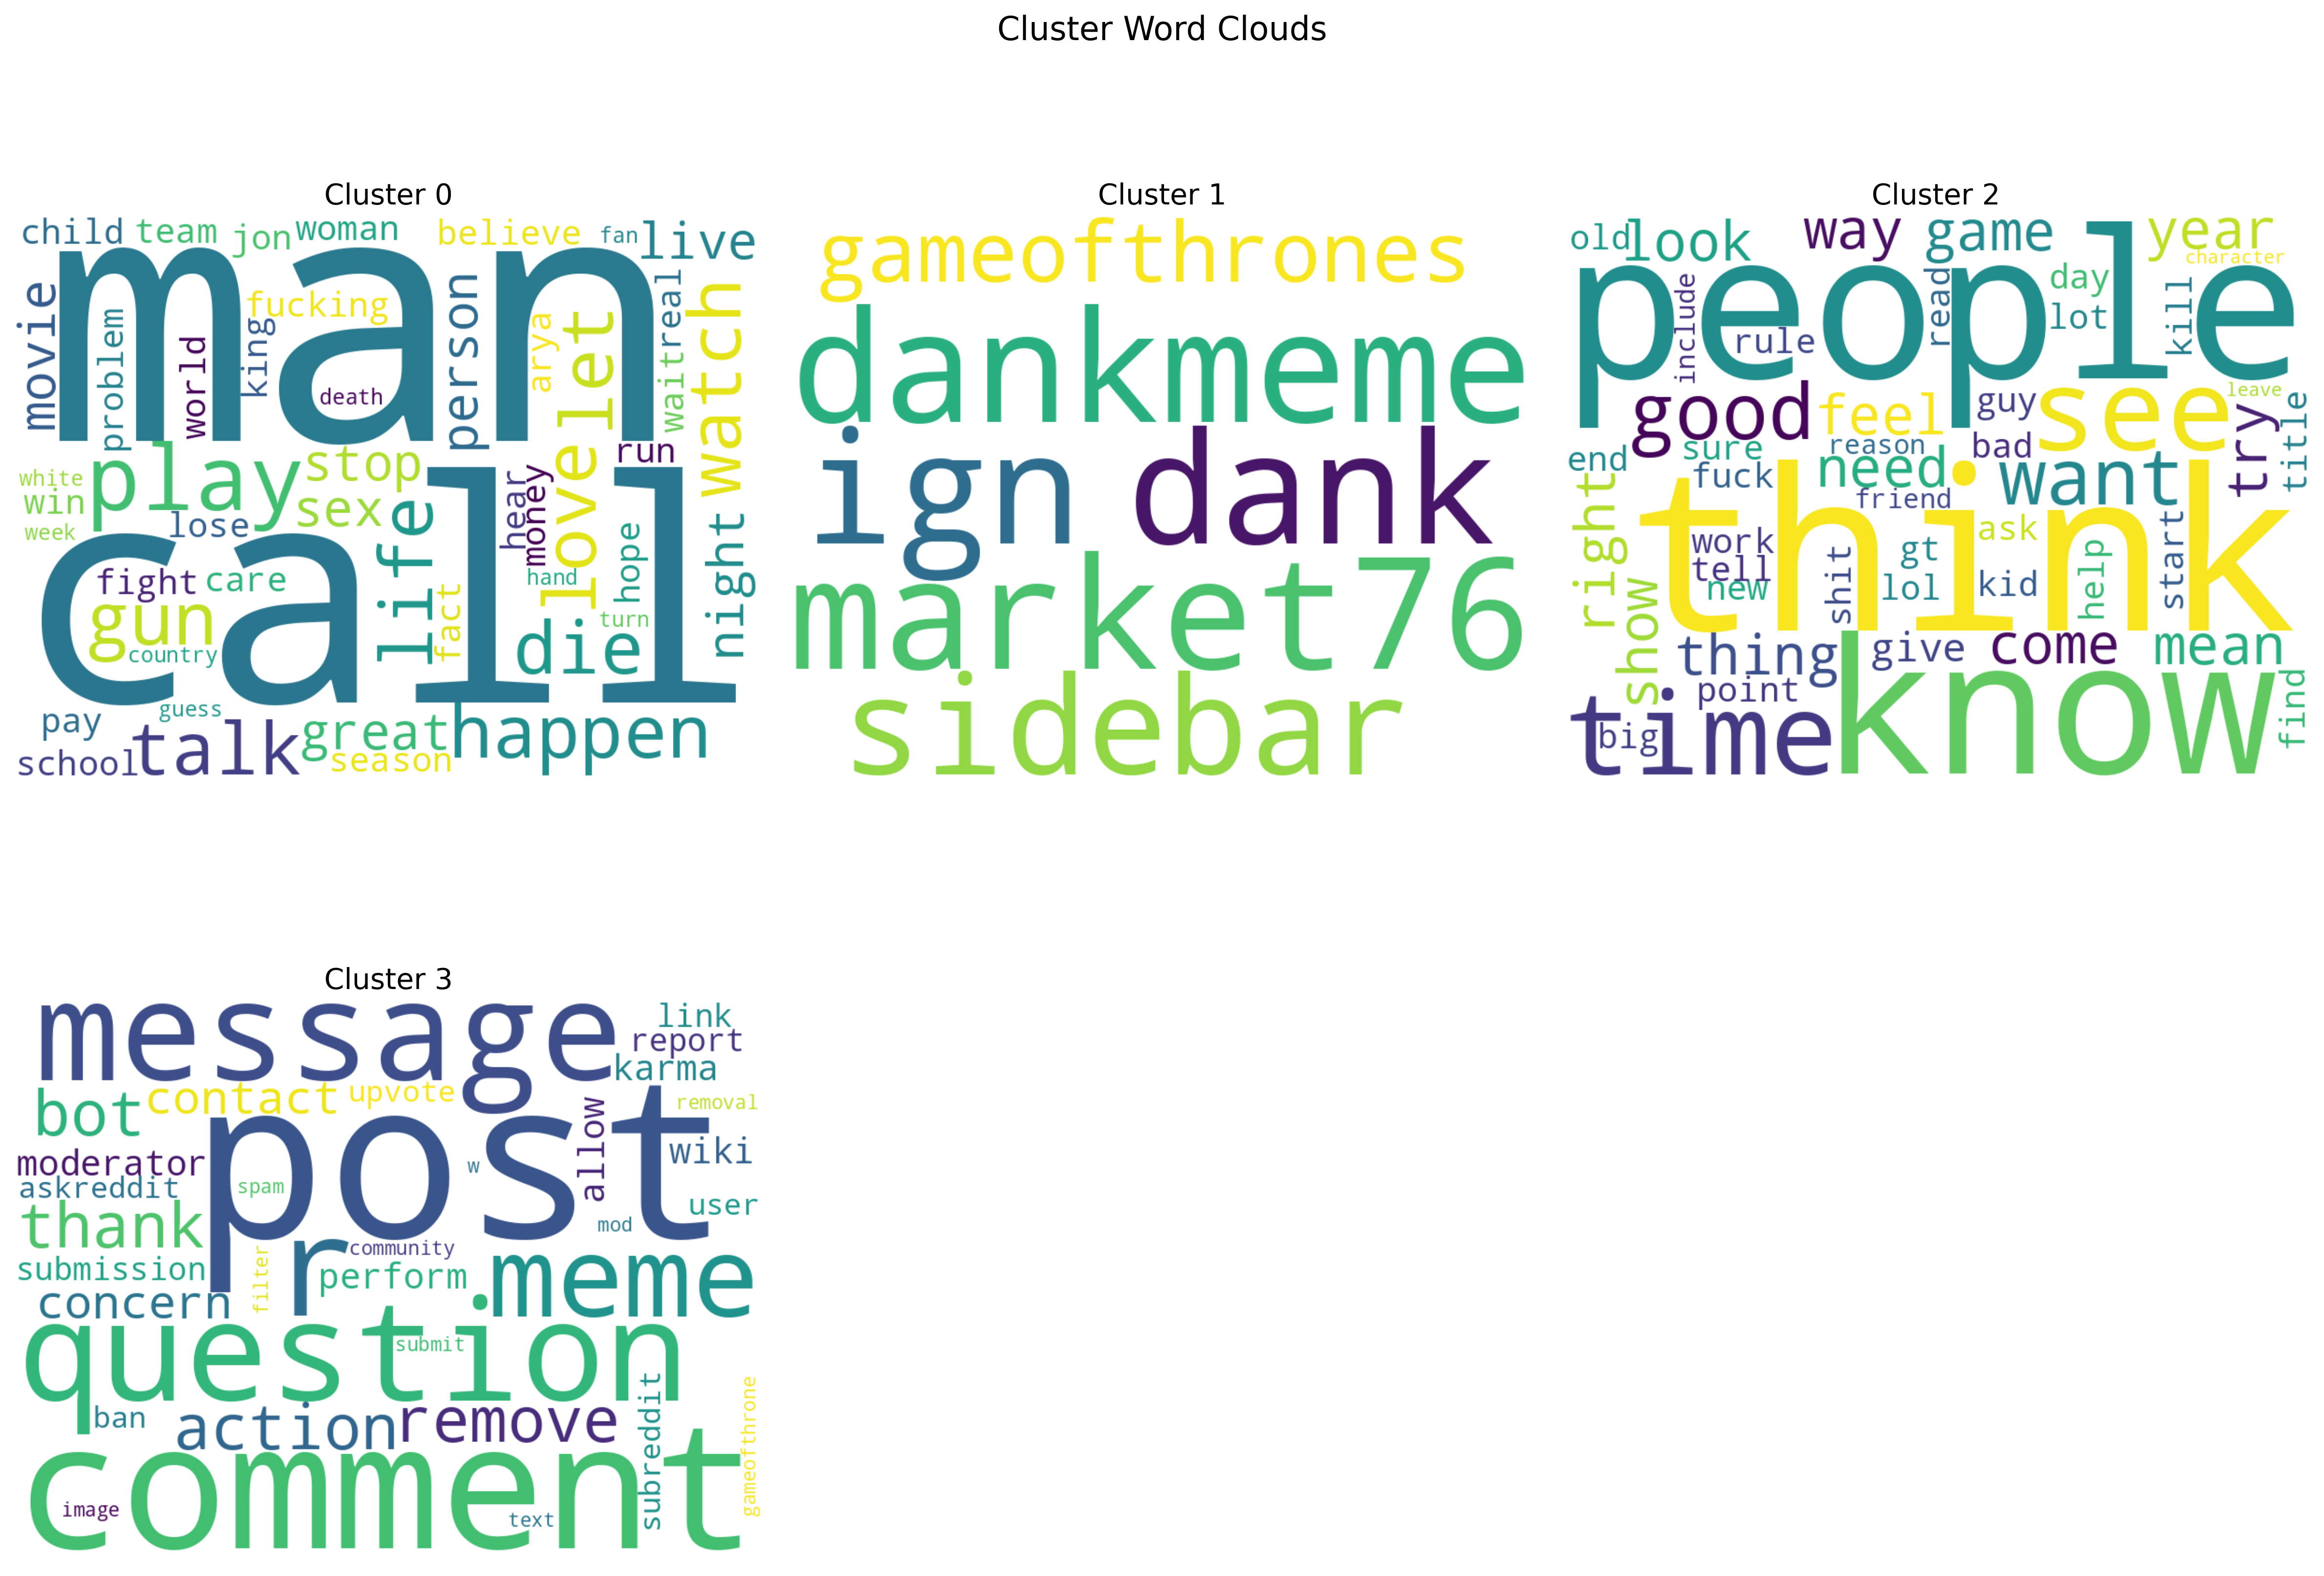 Cluster Word Clouds
Cluster 0
child team jon woman believe fan live
man
movie problem world king fucking death person arya let wait real watch
play stop run
white win week lose sex life hear money love hope night
call
fight care gun country fact hand turn die
pay guess school talk great season happen
Cluster 1
gameofthrones
dankmeme
ign dank
market76
sidebar
Cluster 2
old look way game year character
people
include rule read day lot kill
good feel guy see leave try title
end sure reason bad
fuck need want
right friend
think
work tell new shit gt lol ask kid help start
show thing give come mean
point
time big know find
Cluster 3
message link report karma
bot contact upvote removal
post
moderator askreddit spam w allow wiki user mod
thank
submission concern filter r community perform meme
question
submit
ban action remove subreddit gameofthrone
comment
image text